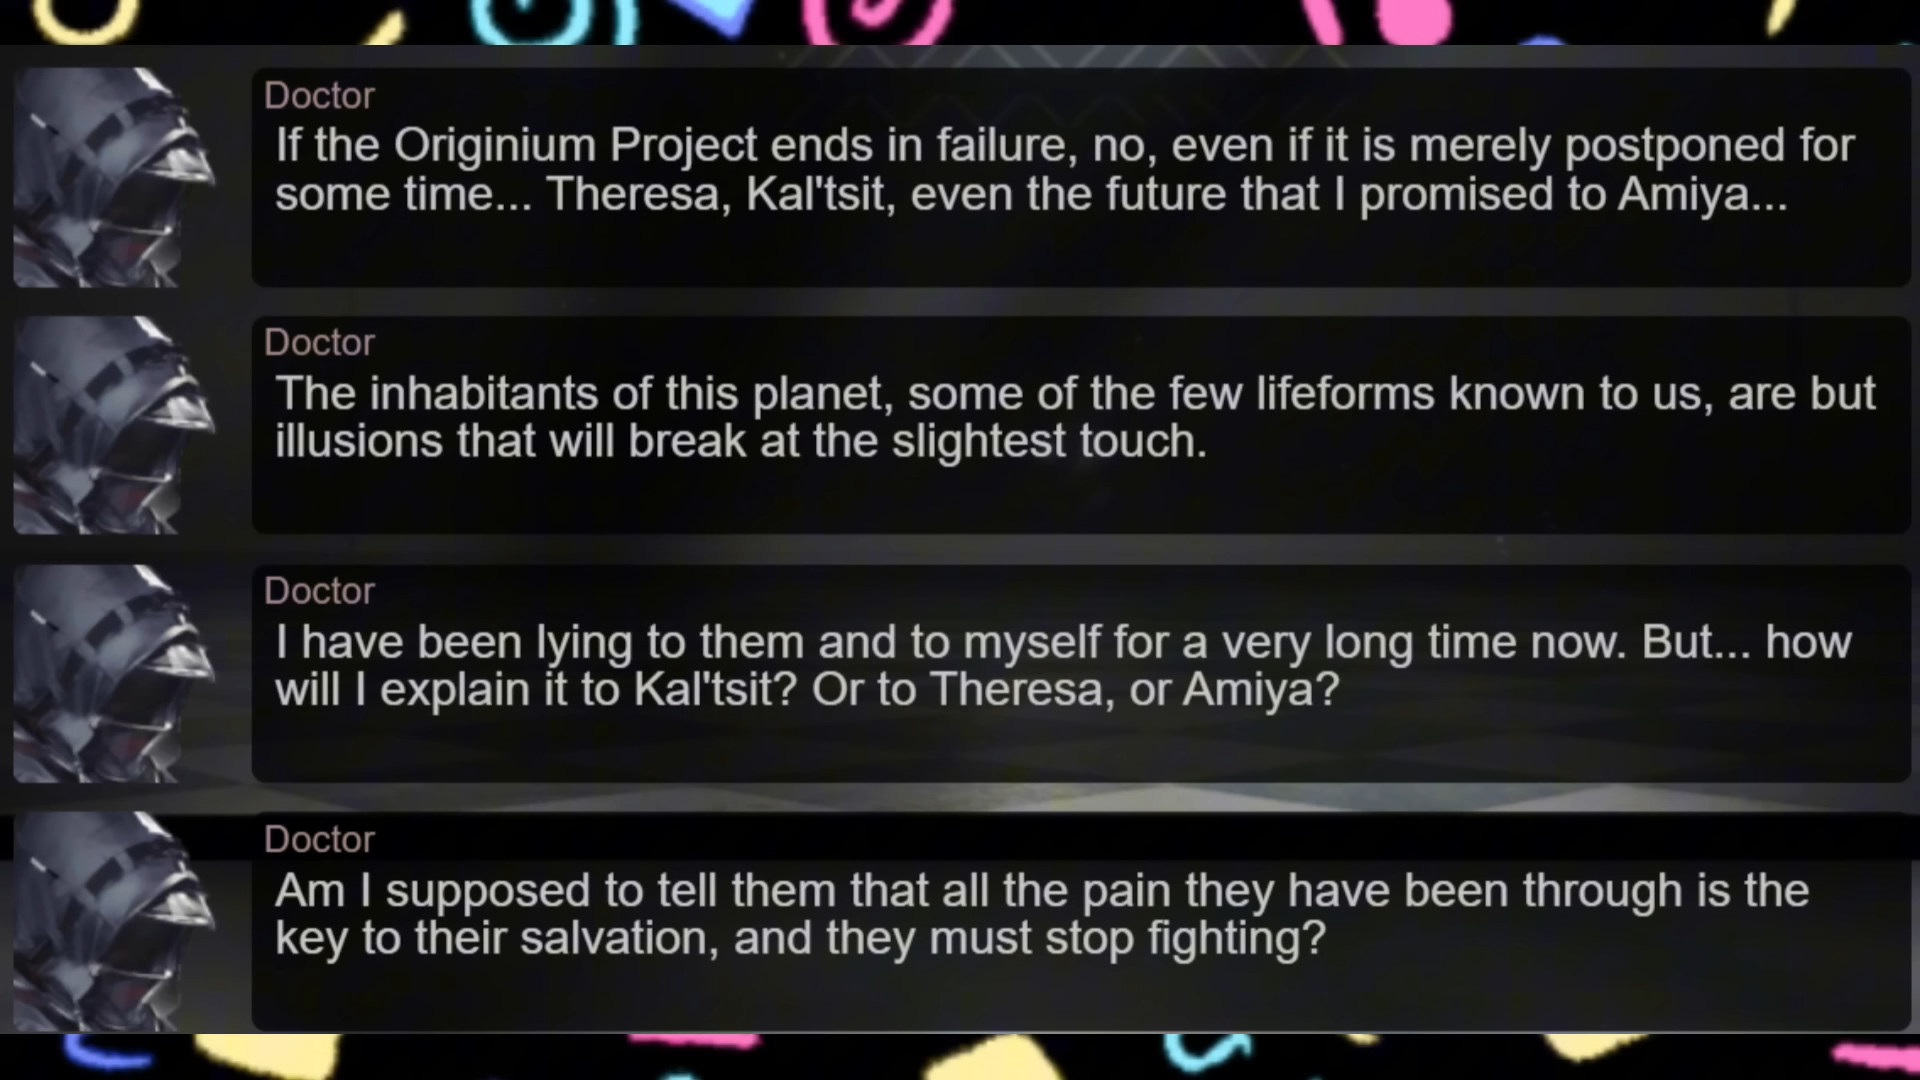 Doctor
If the Originium Project ends in failure, no, even if it is merely postponed for
some time... Theresa, Kal'tsit, even the future that I promised to Amiya...
Doctor
The inhabitants of this planet, some of the few lifeforms known to us, are but
illusions that will break at the slightest touch.
Doctor
I have been lying to them and to myself for a very long time now. But... how
will I explain it to Kal'tsit? Or to Theresa, or Amiya?
Doctor
Am I supposed to tell them that all the pain they have been through is the
key to their salvation, and they must stop fighting?